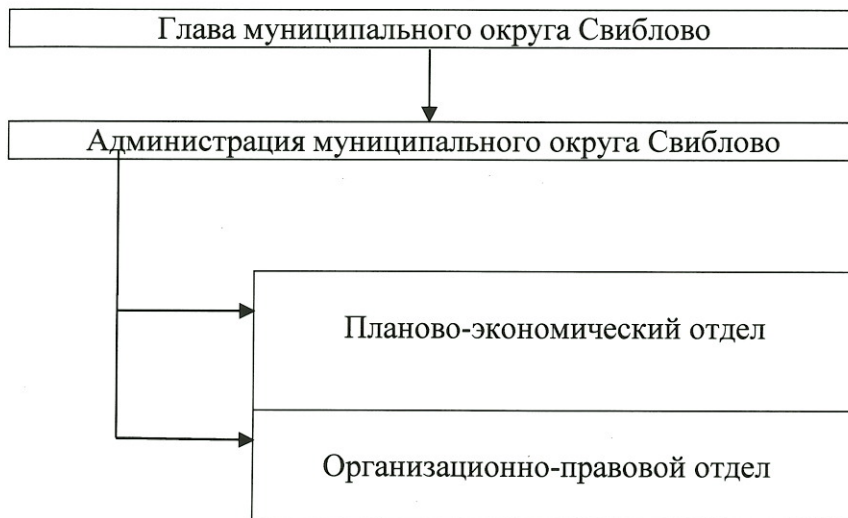 Глава муниципального округа Свиблово
Администрация муниципального округа Свиблово
Планово-экономический отдел
Организационно-правовой отдел